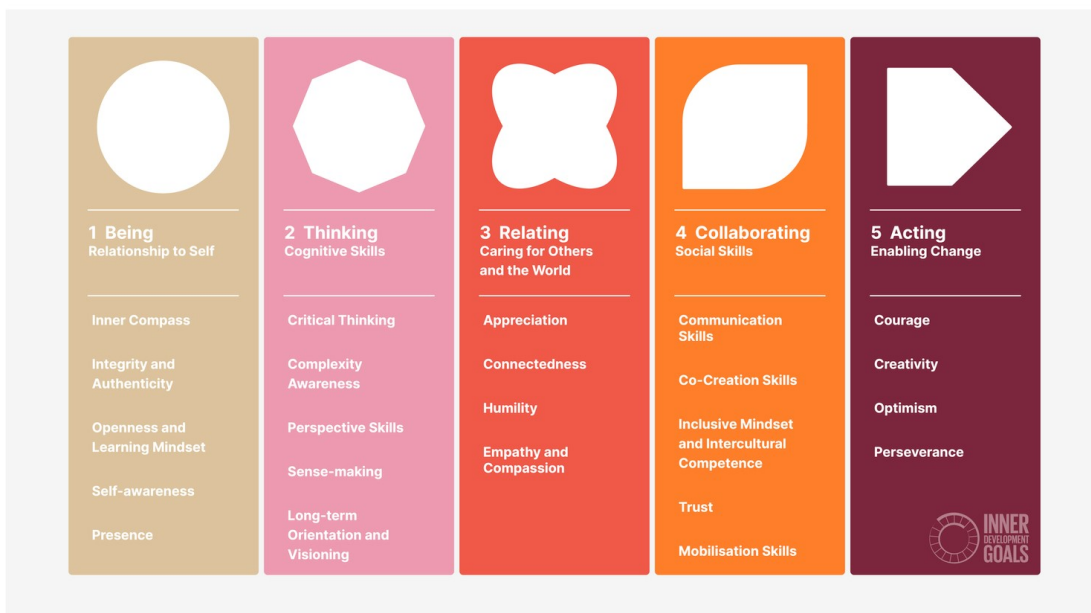 1 Being
Relationship to Self
Inner Compass
Integrity and
Authenticity
Openness and
Learning Mindset
Self-awareness
Presence
2 Thinking
Cognitive Skills
Critical Thinking
Complexity
Awareness
Perspective Skills
Sense-making
Long-term
Orientation and
Visioning
3 Relating
Caring for Others
and the World
Appreciation
Connectedness
Humility
Empathy and
Compassion
4 Collaborating
Social Skills
Communication
Skills
Co-Creation Skills
Inclusive Mindset
and Intercultural
Competence
Trust
Mobilisation Skills
5 Acting
Enabling Change
Courage
Creativity
Optimism
Perseverance
INNER
DEVELOPMENT
GOALS